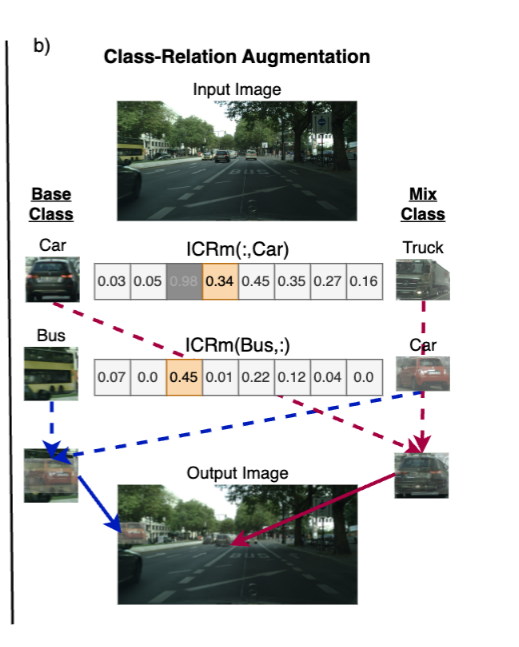 b)
Class-Relation Augmentation
Input Image
Base
Class
Mix
Class
Car
ICRm(:,Car)
Truck
0.03 0.05 0.98 0.34 0.45 0.35 0.27 0.16
Bus
ICRm(Bus,:)
Car
0.07 0.0 0.45 0.01 0.22 0.12 0.04 0.0
Output Image